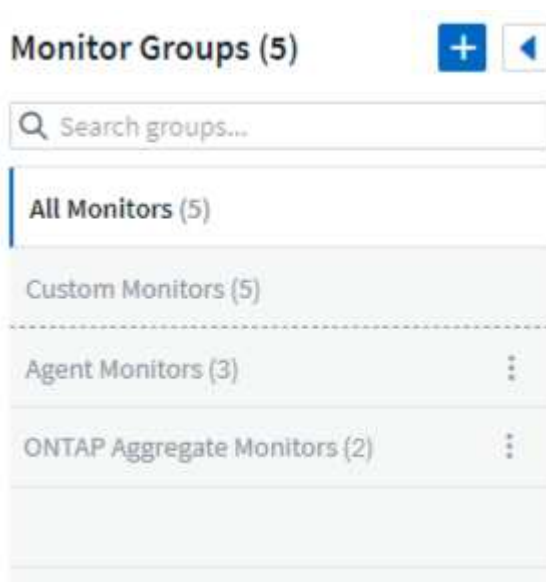 Monitor Groups (5)
Search groups...
All Monitors (5)
Custom Monitors (5)
Agent Monitors (3)
ONTAP Aggregate Monitors (2)